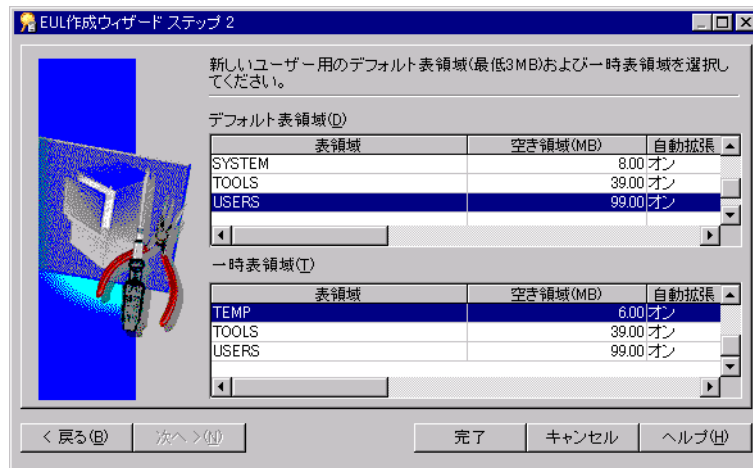 EUL作成ウィザード ステップ 2
新しいユーザー用のデフォルト表領域(最低3MB)および一時表領域を選択し
てください。
デフォルト表領域(D)
表領域 空き領域(MB) 自動拡張
SYSTEM 8.00 オン
TOOLS 39.00 オン
USERS 99.00 オン
一時表領域(T)
表領域 空き領域(MB) 自動拡張
TEMP 6.00 オン
TOOLS 39.00 オン
USERS 99.00 オン
< 戻る(B) 次へ >(N) 完了 キャンセル ヘルプ(H)